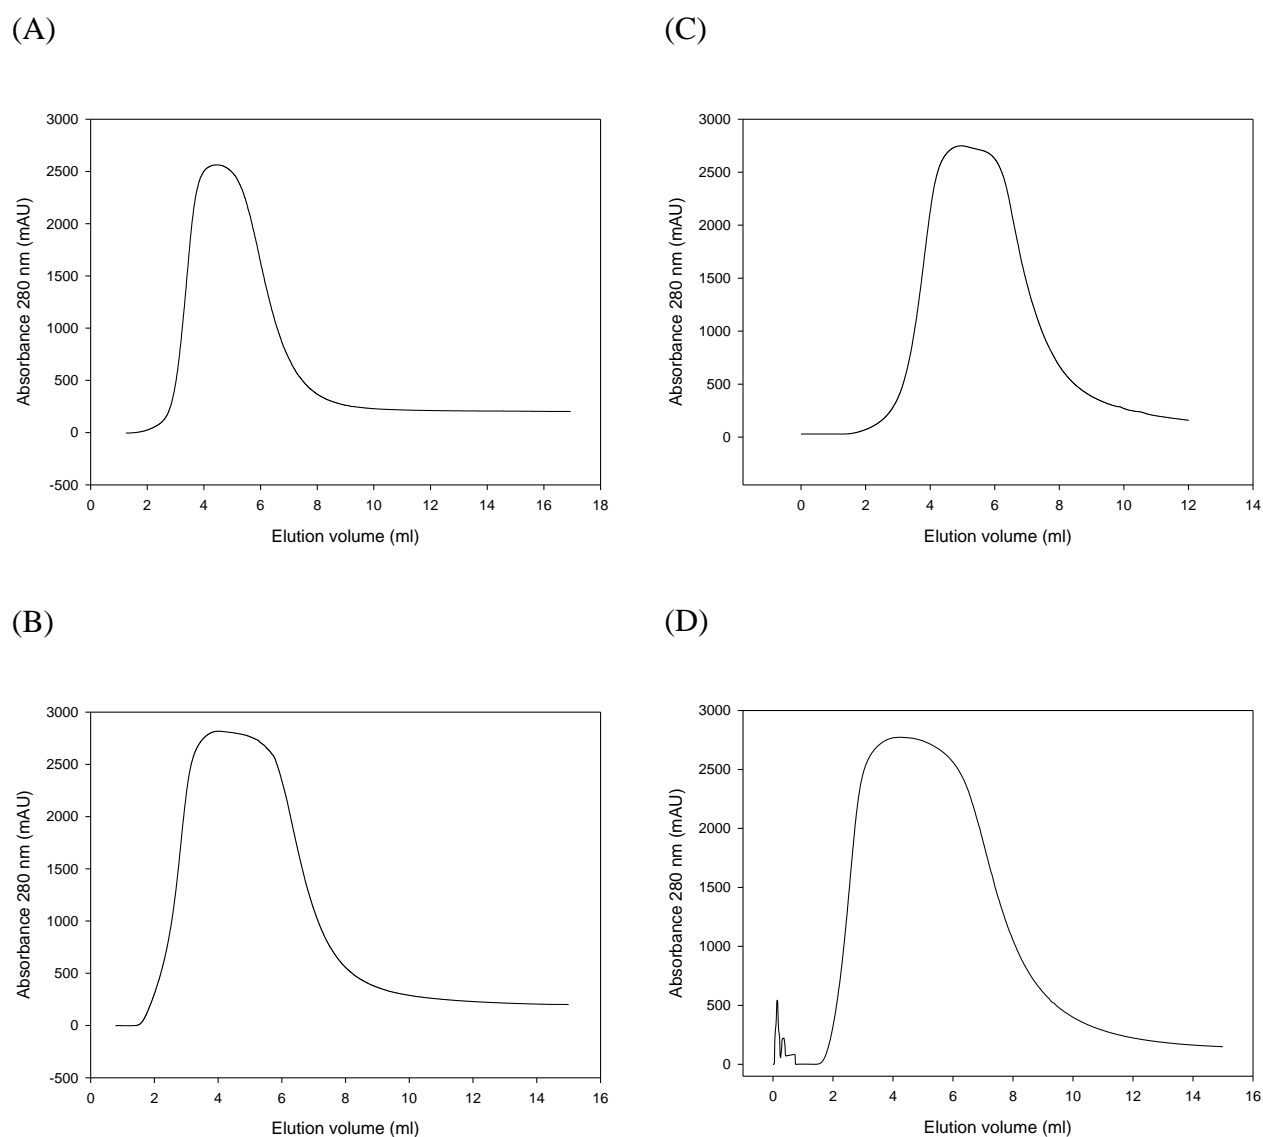 (A)
3000
2500
2000
1500
1000
500
0
-500
Absorbance 280 nm (mAU)
0 2 4 6 8 10 12 14 16 18
Elution volume (ml)
(C)
3000
2500
2000
1500
1000
500
0
Absorbance 280 nm (mAU)
0 2 4 6 8 10 12 14
Elution volume (ml)
(B)
3000
2500
2000
1500
1000
500
0
-500
Absorbance 280 nm (mAU)
0 2 4 6 8 10 12 14 16
Elution volume (ml)
(D)
3000
2500
2000
1500
1000
500
0
Absorbance 280 nm (mAU)
0 2 4 6 8 10 12 14 16
Elution volume (ml)